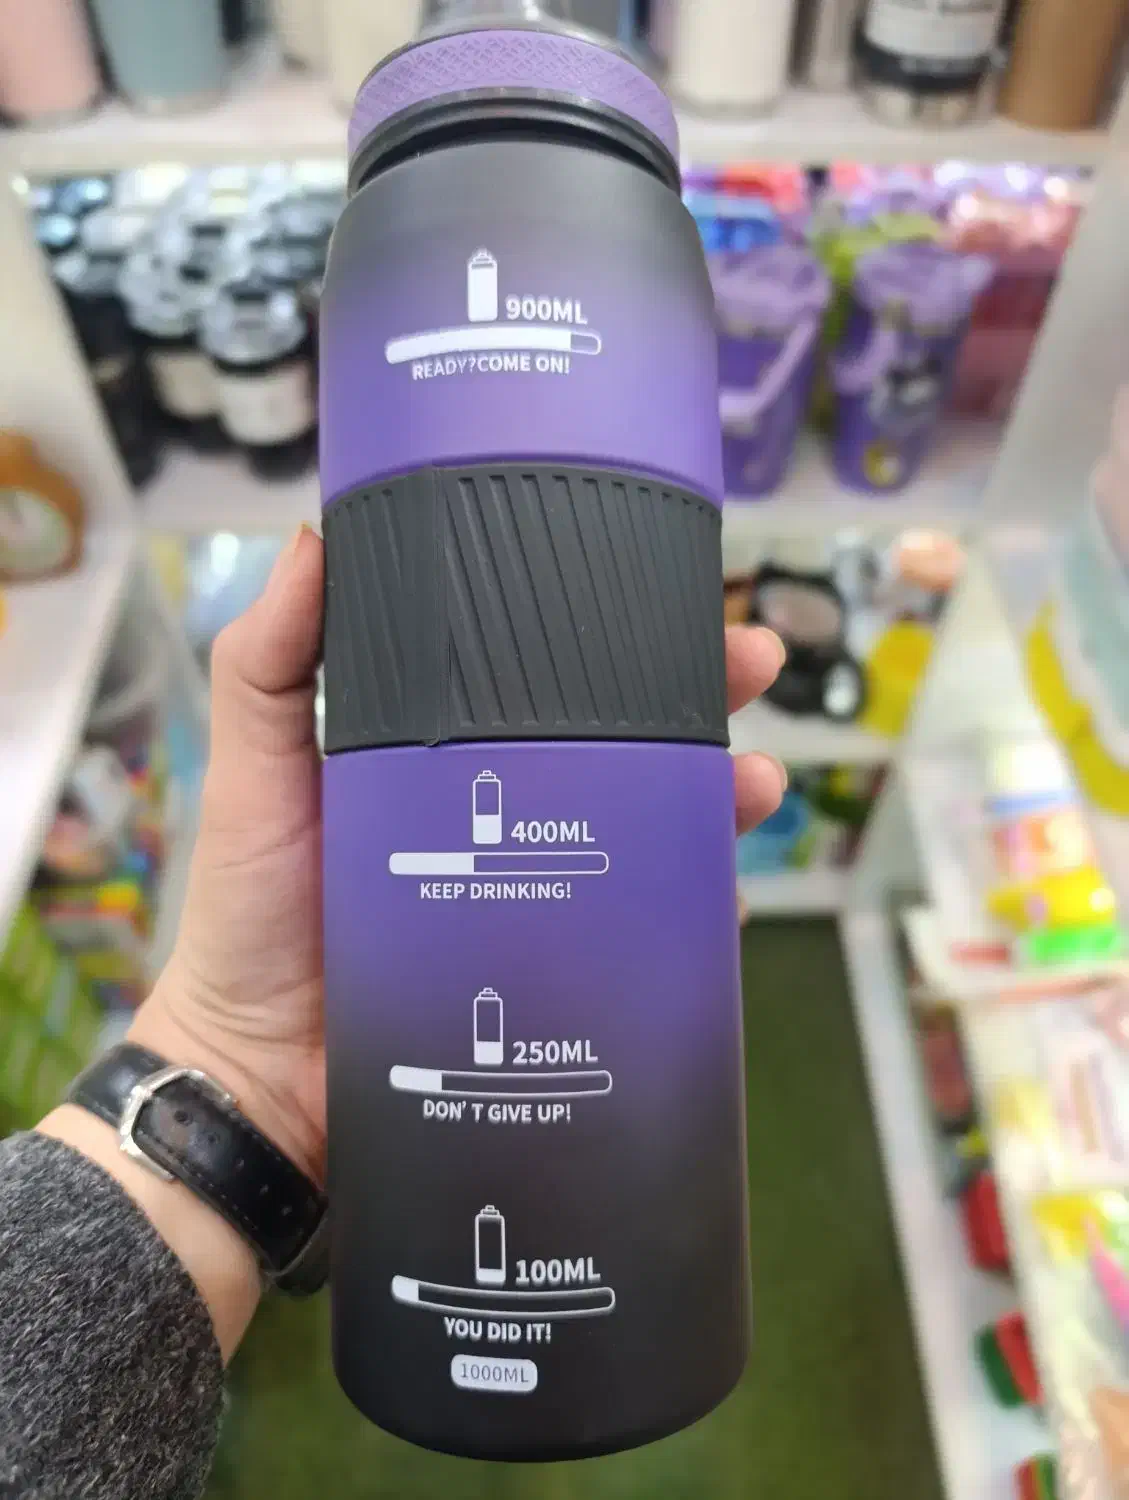 900ML
READY?COME ON!
400ML
KEEP DRINKING!
250ML
DON' T GIVE UP!
100ML
YOU DID IT!
1000ML